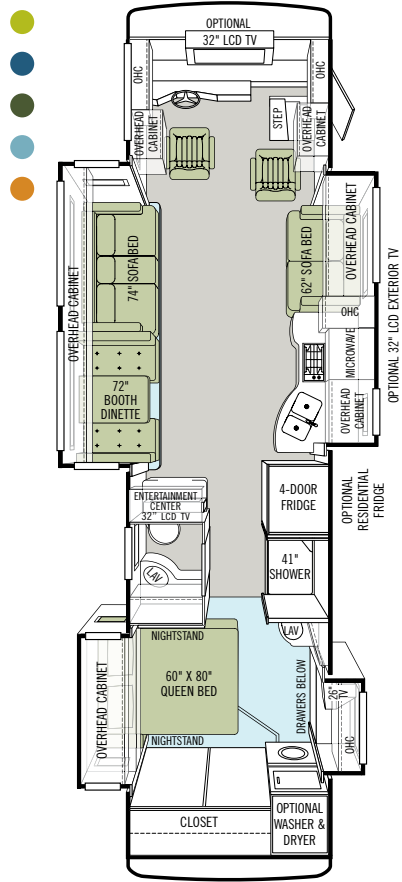 OPTIONAL
32" LCD TV
OHC
OHC
OVERHEAD
CABINET
STEP
OVERHEAD
CABINET
OVERHEAD CABINET
74" SOFA BED
62" SOFA BED
OVERHEAD CABINET
OHC
MICROWAVE
OVERHEAD
CABINET
OPTIONAL 32" LCD EXTERIOR TV
72"
BOOTH
DINETTE
ENTERTAINMENT
CENTER
32" LCD TV
4-DOOR
FRIDGE
OPTIONAL
RESIDENTIAL
FRIDGE
LAV
41"
SHOWER
LAV
NIGHTSTAND
60" X 80"
QUEEN BED
NIGHTSTAND
OVERHEAD CABINET
DRAWERS BELOW
26"
TV
OHC
CLOSET
OPTIONAL
WASHER &
DRYER